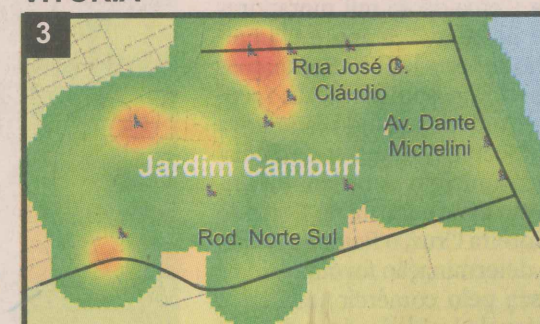 3
Rua José C.
Cláudio
Av. Dante
Michelini
Jardim Camburi
Rod. Norte Sul